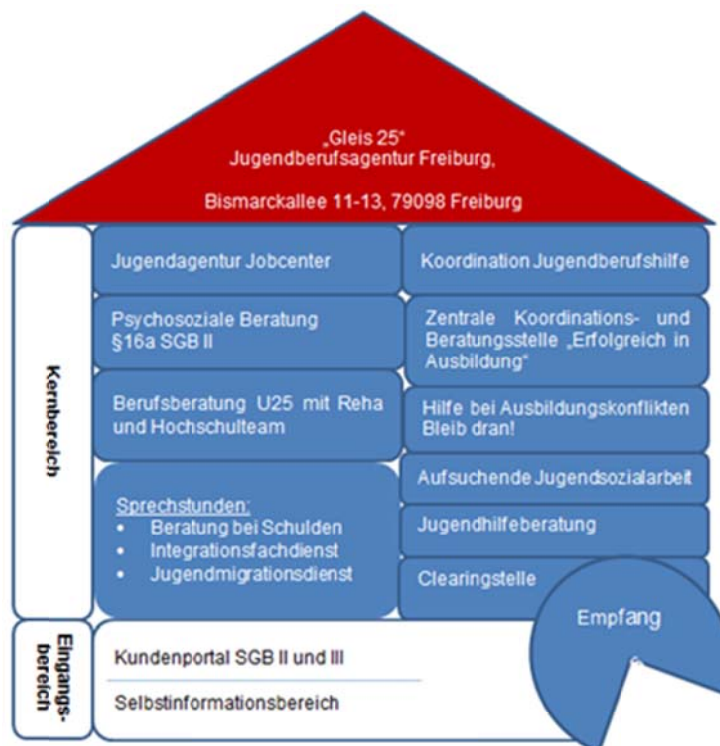 „Gleis 25“
Jugendberufsagentur Freiburg,
Bismarckallee 11-13, 79098 Freiburg
Kernbereich
Jugendagentur Jobcenter
Psychosoziale Beratung
§16a SGB II
Berufsberatung U25 mit Reha
und Hochschulteam
Sprechstunden:
• Beratung bei Schulden
• Integrationsfachdienst
• Jugendmigrationsdienst
Koordination Jugendberufshilfe
Zentrale Koordinations- und
Beratungsstelle „Erfolgreich in
Ausbildung“
Hilfe bei Ausbildungskonflikten
Bleib dran!
Aufsuchende Jugendsozialarbeit
Jugendhilfeberatung
Clearingstelle
Empfang
Eingangs-
bereich
Kundenportal SGB II und III
Selbstinformationsbereich